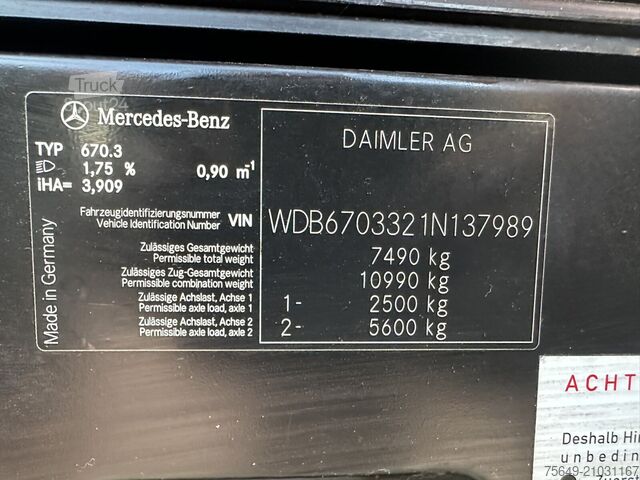 Truck
out24
Mercedes-Benz
DAIMLER AG
TYP 670.3
1,75 % 0,90 m-1
iHA= 3,909
Fahrzeugidentifizierungsnummer
Vehicle Identification Number VIN WDB6703321N137989
Zulässiges Gesamtgewicht
Permissible total weight 7490 kg
Zulässiges Zug-Gesamtgewicht
Permissible combination weight 10990 kg
Zulässige Achslast, Achse 1
Permissible axle load, axle 1 1- 2500 kg
Zulässige Achslast, Achse 2
Permissible axle load, axle 2 2- 5600 kg
Made in Germany
ACHT
Deshalb Hi
unbedin
75649-21031167